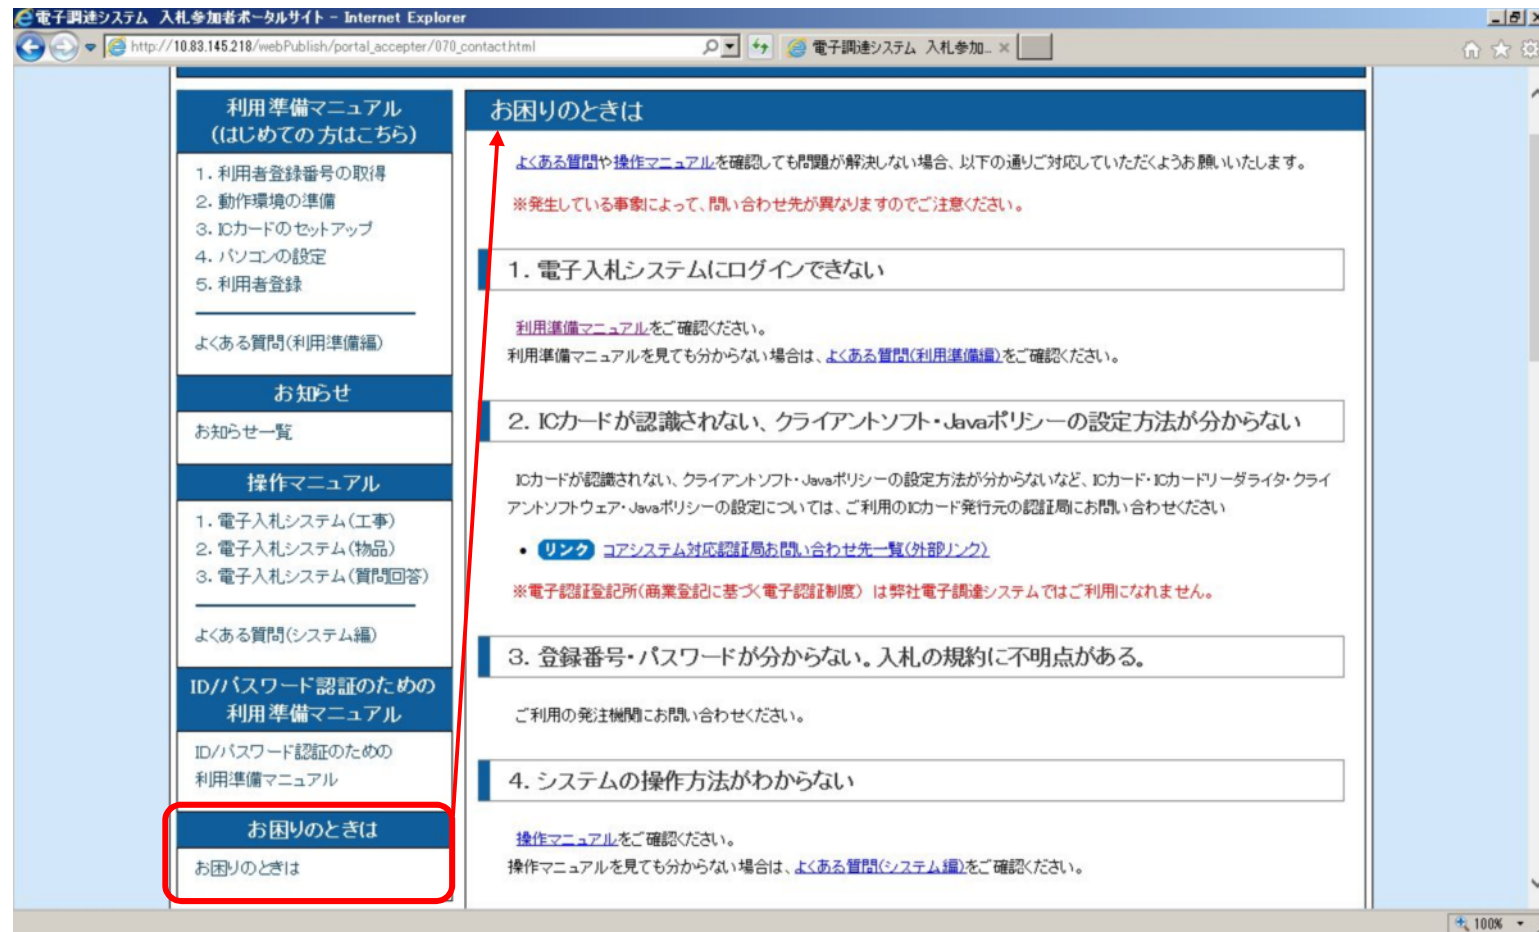 電子調達システム 入札参加者ポータルサイト - Internet Explorer
http://10.83.145.218/webPublish/portal_accepter/070_contact.html
電子調達システム 入札参加...
利用準備マニュアル
(はじめての方はこちら)
1. 利用者登録番号の取得
2. 動作環境の準備
3. ICカードのセットアップ
4. パソコンの設定
5. 利用者登録
よくある質問(利用準備編)
お知らせ
お知らせ一覧
操作マニュアル
1. 電子入札システム(工事)
2. 電子入札システム(物品)
3. 電子入札システム(質問回答)
よくある質問(システム編)
ID/パスワード認証のための
利用準備マニュアル
ID/パスワード認証のための
利用準備マニュアル
お困りのときは
お困りのときは
お困りのときは
よくある質問や操作マニュアルを確認しても問題が解決しない場合、以下の通りご対応していただくようお願いいたします。
※発生している事象によって、問い合わせ先が異なりますのでご注意ください。
1. 電子入札システムにログインできない
利用準備マニュアルをご確認ください。
利用準備マニュアルを見ても分からない場合は、よくある質問(利用準備編)をご確認ください。
2. ICカードが認識されない、クライアントソフト・Javaポリシーの設定方法が分からない
ICカードが認識されない、クライアントソフト・Javaポリシーの設定方法が分からないなど、ICカード・ICカードリーダライタ・クライ
アントソフトウェア・Javaポリシーの設定については、ご利用のICカード発行元の認証局にお問い合わせください
• リンク コアシステム対応認証局お問い合わせ先一覧(外部リンク)
※電子認証登記所(商業登記に基づく電子認証制度) は弊社電子調達システムではご利用になれません。
3. 登録番号・パスワードが分からない。入札の規約に不明点がある。
ご利用の発注機関にお問い合わせください。
4. システムの操作方法がわからない
操作マニュアルをご確認ください。
操作マニュアルを見ても分からない場合は、よくある質問(システム編)をご確認ください。
100%